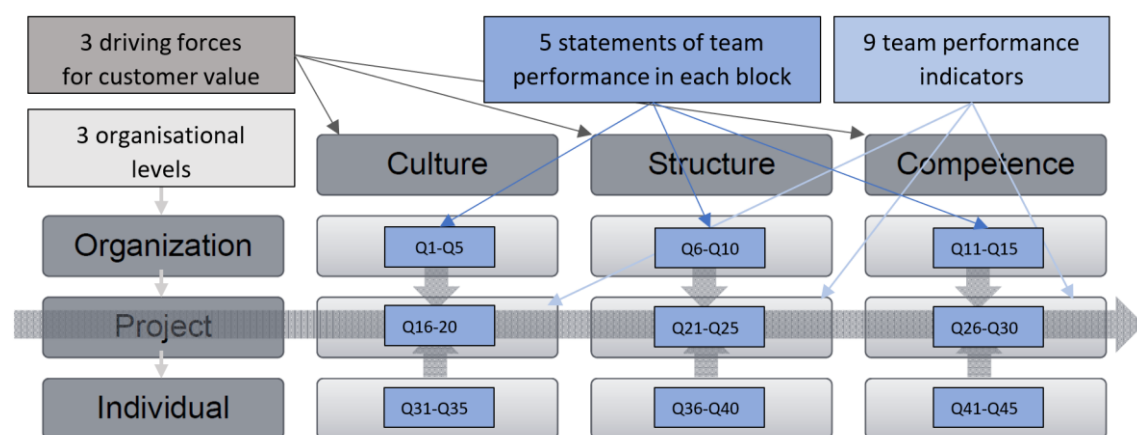 3 driving forces
for customer value
5 statements of team
performance in each block
9 team performance
indicators
3 organisational
levels
Culture
Structure
Competence
Organization
Q1-Q5
Q6-Q10
Q11-Q15
Project
Q16-20
Q21-Q25
Q26-Q30
Individual
Q31-Q35
Q36-Q40
Q41-Q45